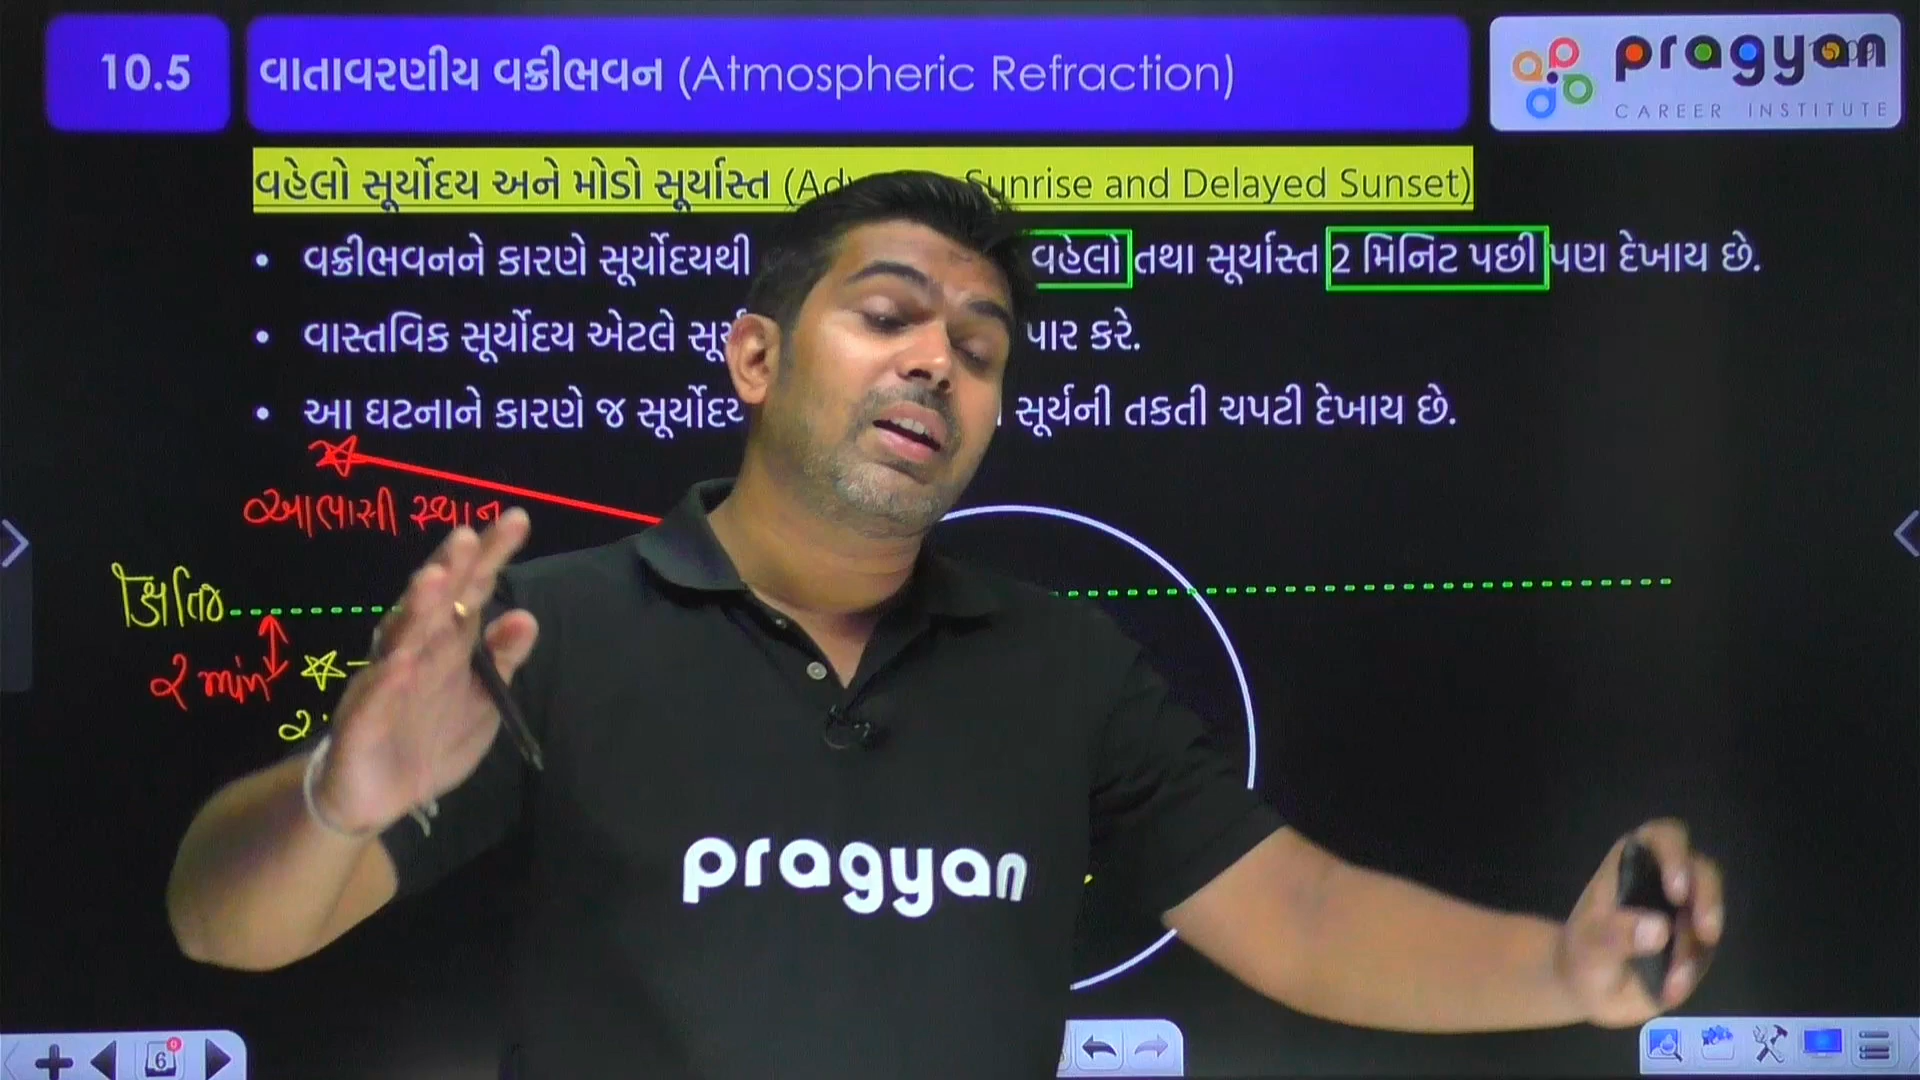 10.5
વાતાવરણીય વક્રીભવન (Atmospheric Refraction)
pragyan
CAREER INSTITUTE
વહેલો સૂર્યોદય અને મોડો સૂર્યાસ્ત Sunrise and Delayed Sunset)
• વક્રીભવનને કારણે સૂર્યોદયથી વહેલો તથા સૂર્યાસ્ત 2 મિનિટ પછી પણ દેખાય છે.
• વાસ્તવિક સૂર્યોદય એટલે પાર કરે.
• આ ઘટનાને કારણે જ સૂર્યોદય સૂર્યની તકતી ચપટી દેખાય છે.
આભાસી સ્થાન
ક્ષિતિજ
2 min
pragyan
6